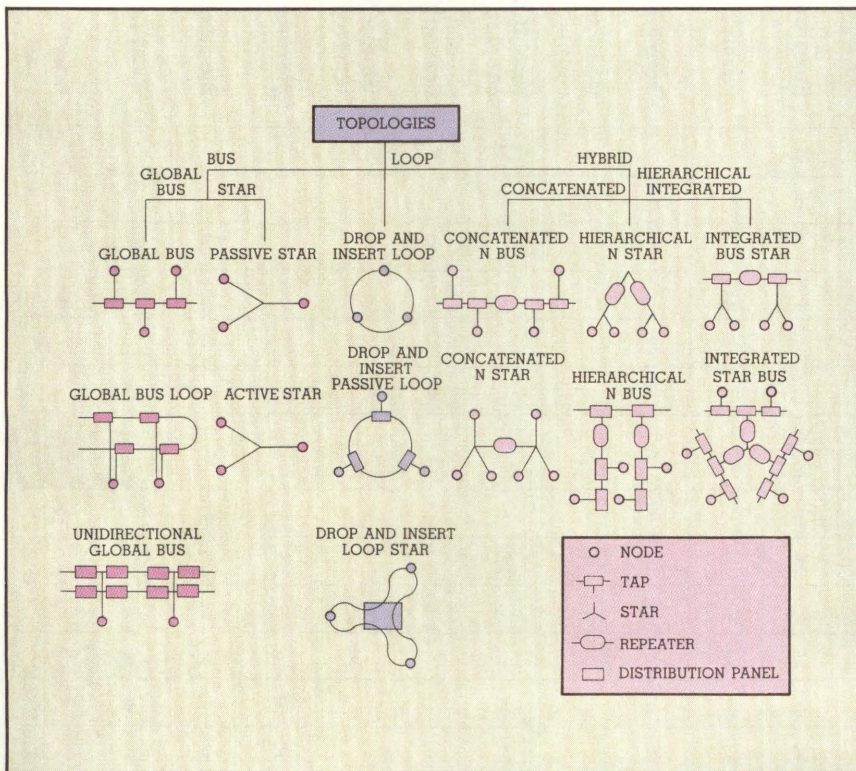 TOPOLOGIES
BUS
LOOP
HYBRID
GLOBAL
BUS
STAR
CONCATENATED
HIERARCHICAL
INTEGRATED
GLOBAL BUS
PASSIVE STAR
DROP AND
INSERT LOOP
CONCATENATED
N BUS
HIERARCHICAL
N STAR
INTEGRATED
BUS STAR
GLOBAL BUS LOOP
ACTIVE STAR
DROP AND
INSERT
PASSIVE LOOP
CONCATENATED
N STAR
HIERARCHICAL
N BUS
INTEGRATED
STAR BUS
UNIDIRECTIONAL
GLOBAL BUS
DROP AND INSERT
LOOP STAR
NODE
TAP
STAR
REPEATER
DISTRIBUTION PANEL